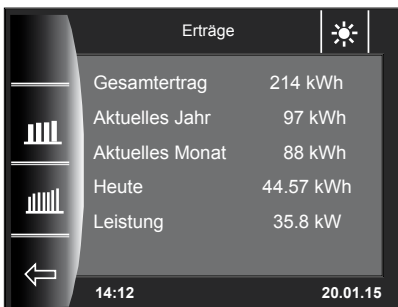 Erträge
Gesamtertrag 214 kWh
Aktuelles Jahr 97 kWh
Aktuelles Monat 88 kWh
Heute 44.57 kWh
Leistung 35.8 kW
14:12 20.01.15